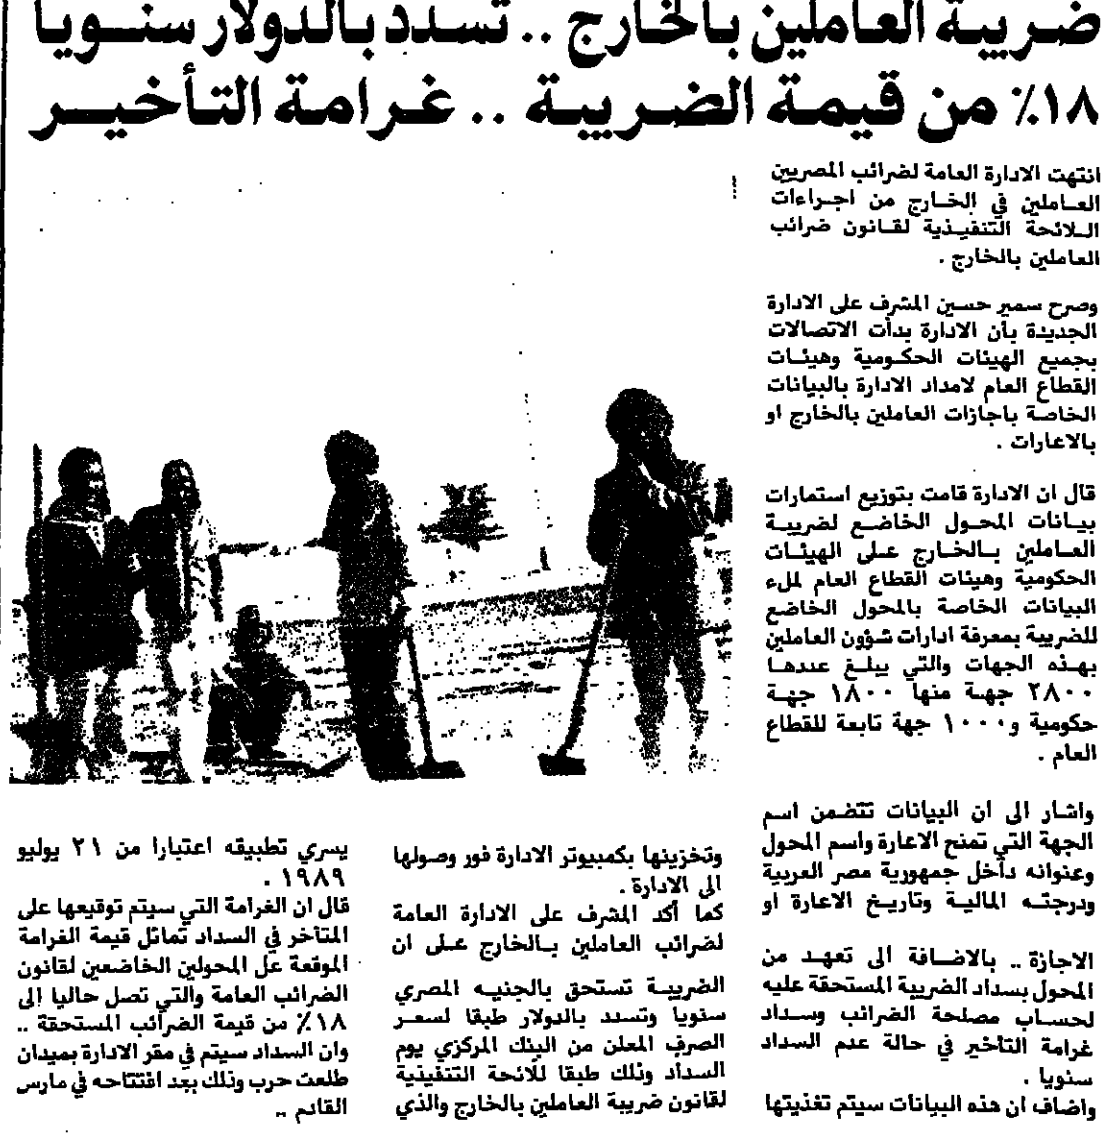 ضريبة العاملين بالخارج .. تسدد بالدولار سنويا
١٨٪ من قيمة الضريبة .. غرامة التأخير
انتهت الادارة العامة لضرائب المصريين
العاملين في الخارج من اجراءات
اللائحة التنفيذية لقانون ضرائب
العاملين بالخارج .
وصرح سمير حسين المشرف على الادارة
الجديدة بأن الادارة بدأت الاتصالات
بجميع الهيئات الحكومية وهيئات
القطاع العام لامداد الادارة بالبيانات
الخاصة باجازات العاملين بالخارج او
بالاعارات .
قال ان الادارة قامت بتوزيع استمارات
بيانات المحول الخاضع لضريبة
العاملين بالخارج على الهيئات
الحكومية وهيئات القطاع العام لملء
البيانات الخاصة بالمحول الخاضع
للضريبة بمعرفة ادارات شؤون العاملين
بهذه الجهات والتي يبلغ عددها
٢٨٠٠ جهة منها ١٨٠٠ جهة
حكومية و١٠٠٠ جهة تابعة للقطاع
العام .
واشار الى ان البيانات تتضمن اسم
الجهة التي تمنح الاعارة واسم المحول
وعنوانه داخل جمهورية مصر العربية
ودرجته المالية وتاريخ الاعارة او
الاجازة .. بالاضافة الى تعهد من
المحول بسداد الضريبة المستحقة عليه
لحساب مصلحة الضرائب وسداد
غرامة التأخير في حالة عدم السداد
سنويا .
واضاف ان هذه البيانات سيتم تغذيتها
وتخزينها بكمبيوتر الادارة فور وصولها
الى الادارة .
كما أكد المشرف على الادارة العامة
لضرائب العاملين بالخارج على ان
الضريبة تستحق بالجنيه المصري
سنويا وتسدد بالدولار طبقا لسعر
الصرف المعلن من البنك المركزي يوم
السداد وذلك طبقا للائحة التنفيذية
لقانون ضريبة العاملين بالخارج والذي
يسري تطبيقه اعتبارا من ٢١ يوليو
١٩٨٩ .
قال ان الغرامة التي سيتم توقيعها على
المتأخر في السداد تماثل قيمة الغرامة
الموقعة عل المحولين الخاضعين لقانون
الضرائب العامة والتي تصل حاليا إلى
١٨٪ من قيمة الضرائب المستحقة ..
وان السداد سيتم في مقر الادارة بميدان
طلعت حرب وذلك بعد افتتاحه في مارس
القادم ..